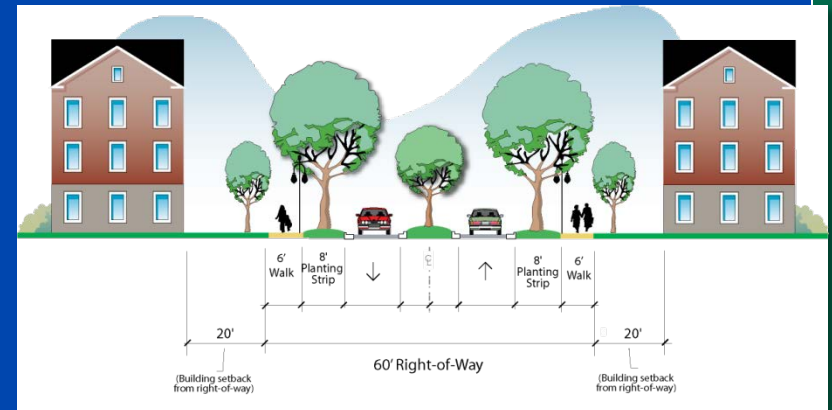 6'
Walk
8'
Planting
Strip
8'
Planting
Strip
6'
Walk
20'
60' Right-of-Way
20'
(Building setback
from right-of-way)
(Building setback
from right-of-way)